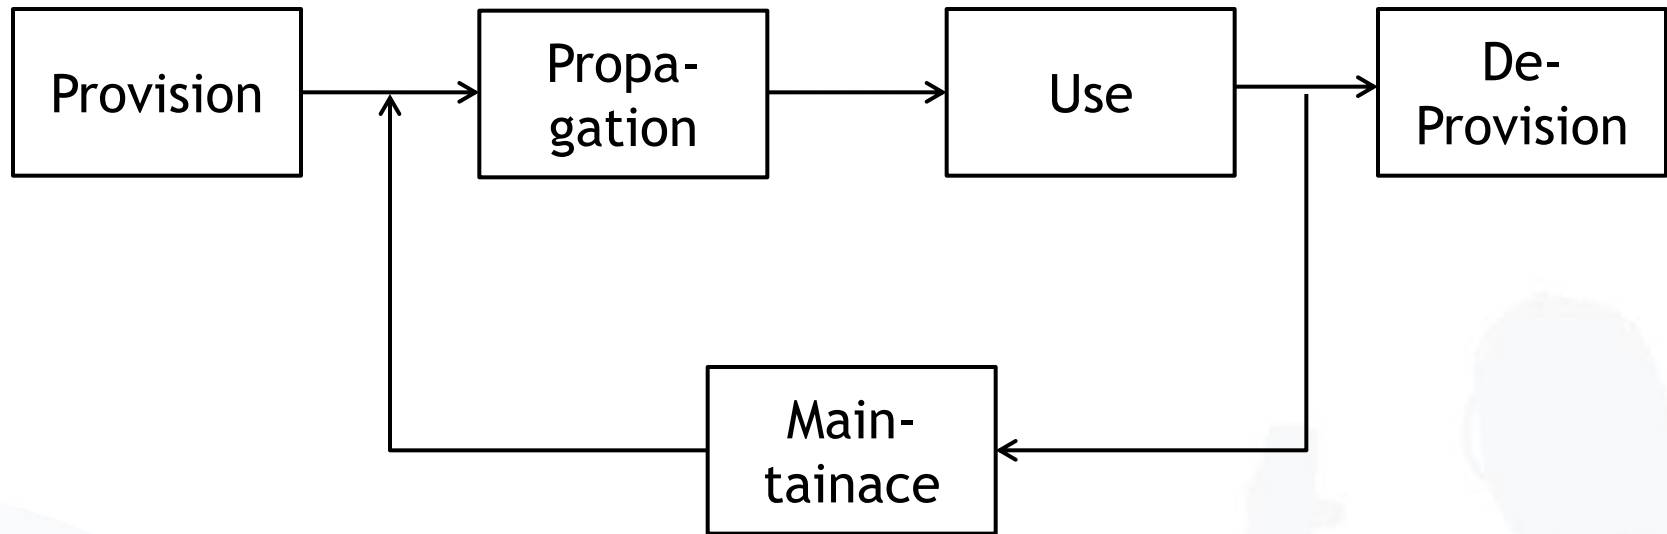 Provision
Propa-
gation
Use
De-
Provision
Main-
tainace